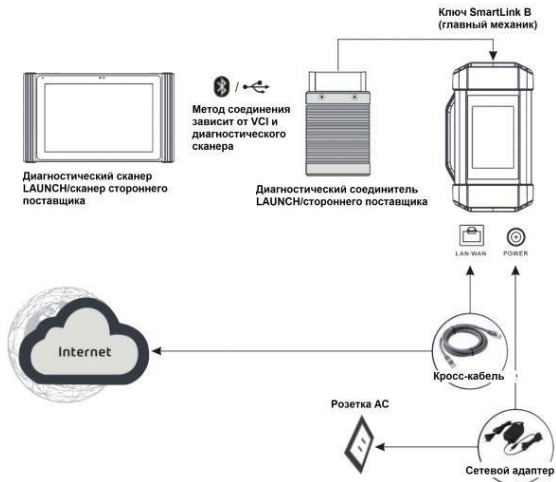 Ключ SmartLink B
(главный механик)
/
Метод соединения
зависит от VCI и
диагностического
сканера
Диагностический сканер
LAUNCH/сканер стороннего
поставщика
Диагностический соединитель
LAUNCH/стороннего поставщика
LAN/WAN
POWER
Internet
Кросс-кабель
Розетка AC
Сетевой адаптер